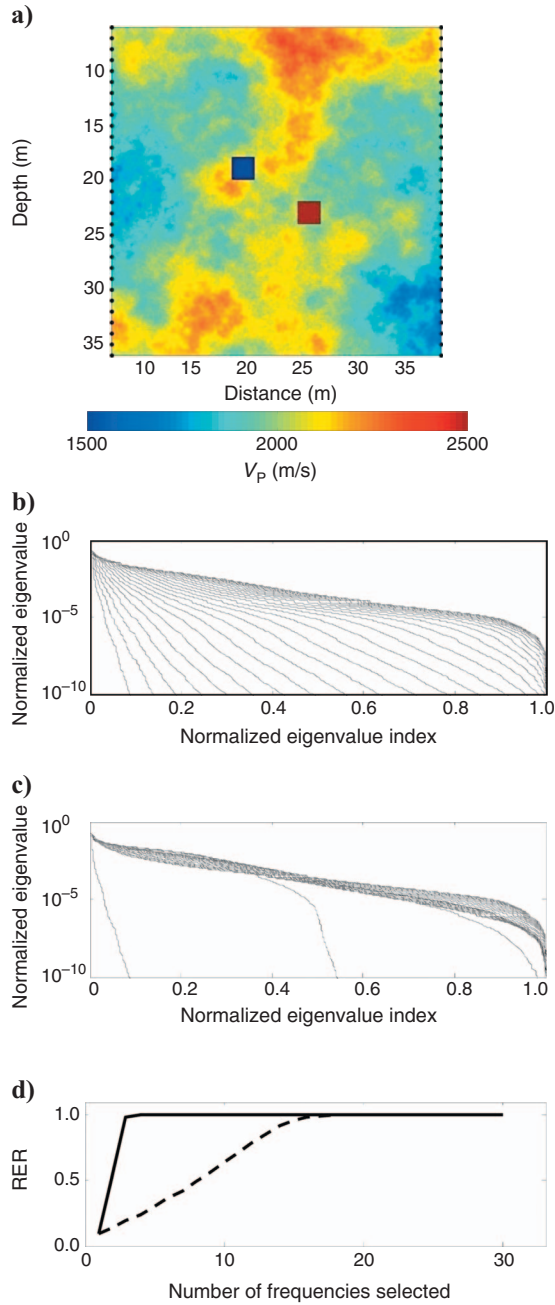 a)
10
15
20
25
30
35
Depth (m)
10 15 20 25 30 35
Distance (m)
1500 2000 2500
VP (m/s)
b)
10^0
10^-5
10^-10
Normalized eigenvalue
0 0.2 0.4 0.6 0.8 1.0
Normalized eigenvalue index
c)
10^0
10^-5
10^-10
Normalized eigenvalue
0 0.2 0.4 0.6 0.8 1.0
Normalized eigenvalue index
d)
1.0
0.5
0.0
RER
0 10 20 30
Number of frequencies selected